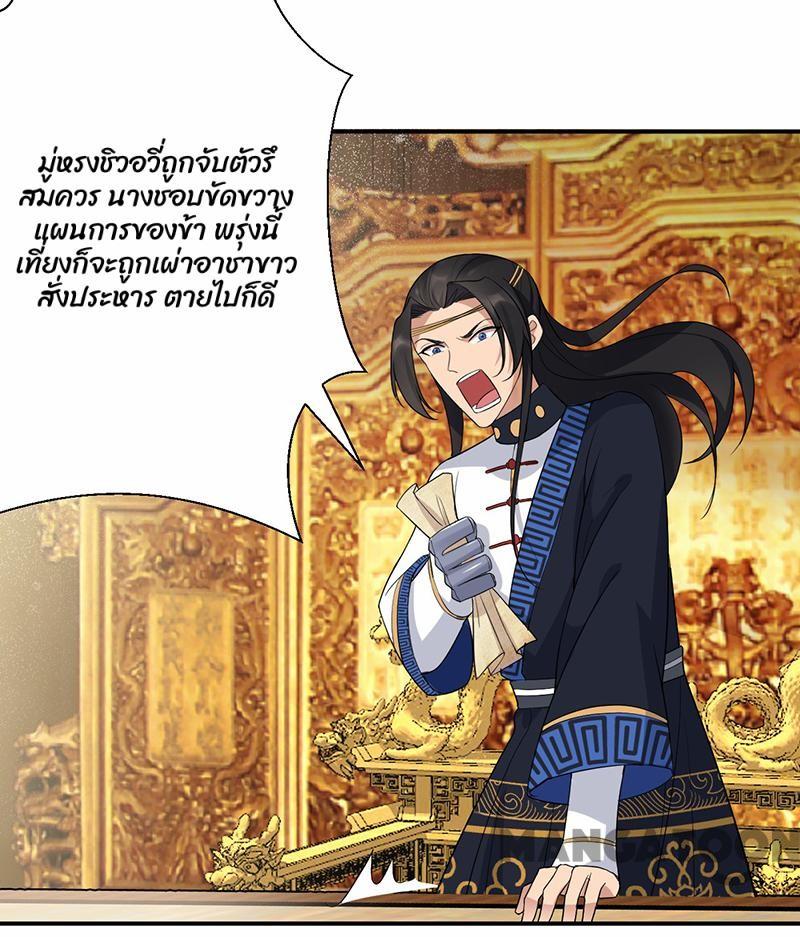 มู่หรงชิวอวี่ถูกจับตัวรึ
สมควร นางชอบขัดขวาง
แผนการของข้า พรุ่งนี้
เที่ยงก็จะถูกเผ่าอาชาขาว
สั่งประหาร ตายไปก็ดี
MANGATOON